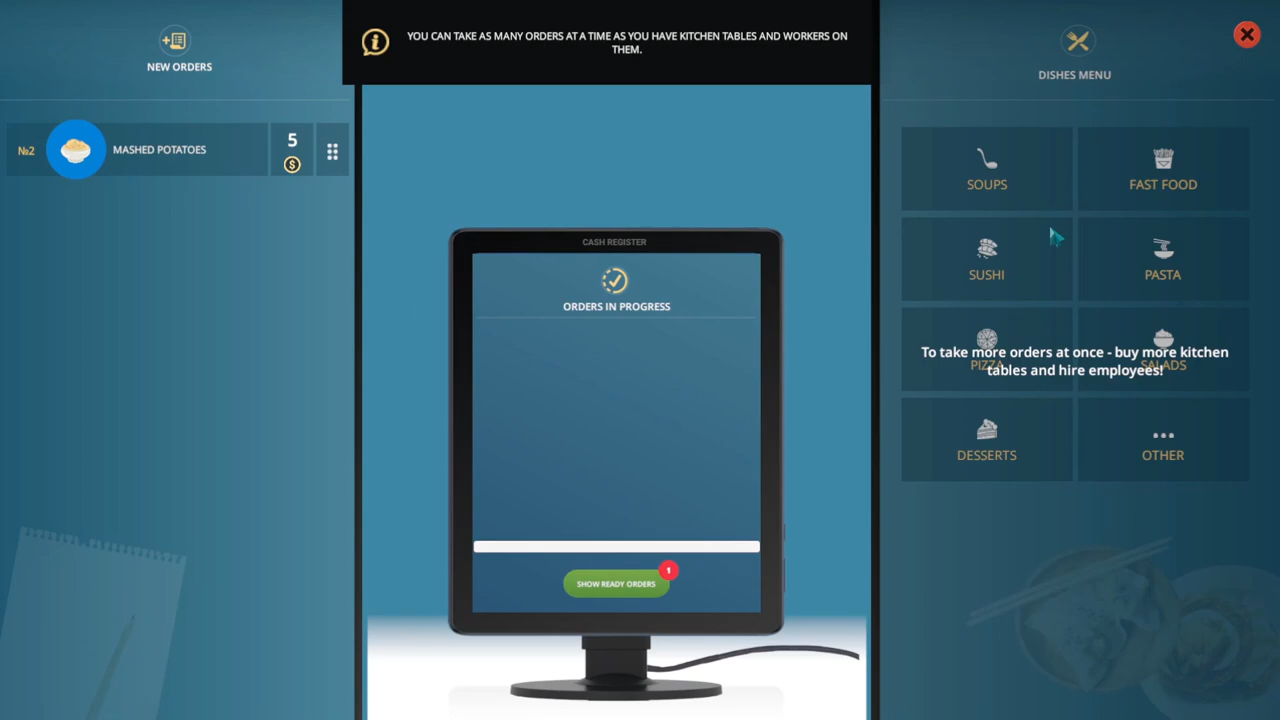 NEW ORDERS
№2
MASHED POTATOES
5
$
YOU CAN TAKE AS MANY ORDERS AT A TIME AS YOU HAVE KITCHEN TABLES AND WORKERS ON
THEM.
CASH REGISTER
ORDERS IN PROGRESS
SHOW READY ORDERS
1
DISHES MENU
SOUPS
FAST FOOD
SUSHI
PASTA
PIZZA
SALADS
To take more orders at once - buy more kitchen
tables and hire employees!
DESSERTS
OTHER